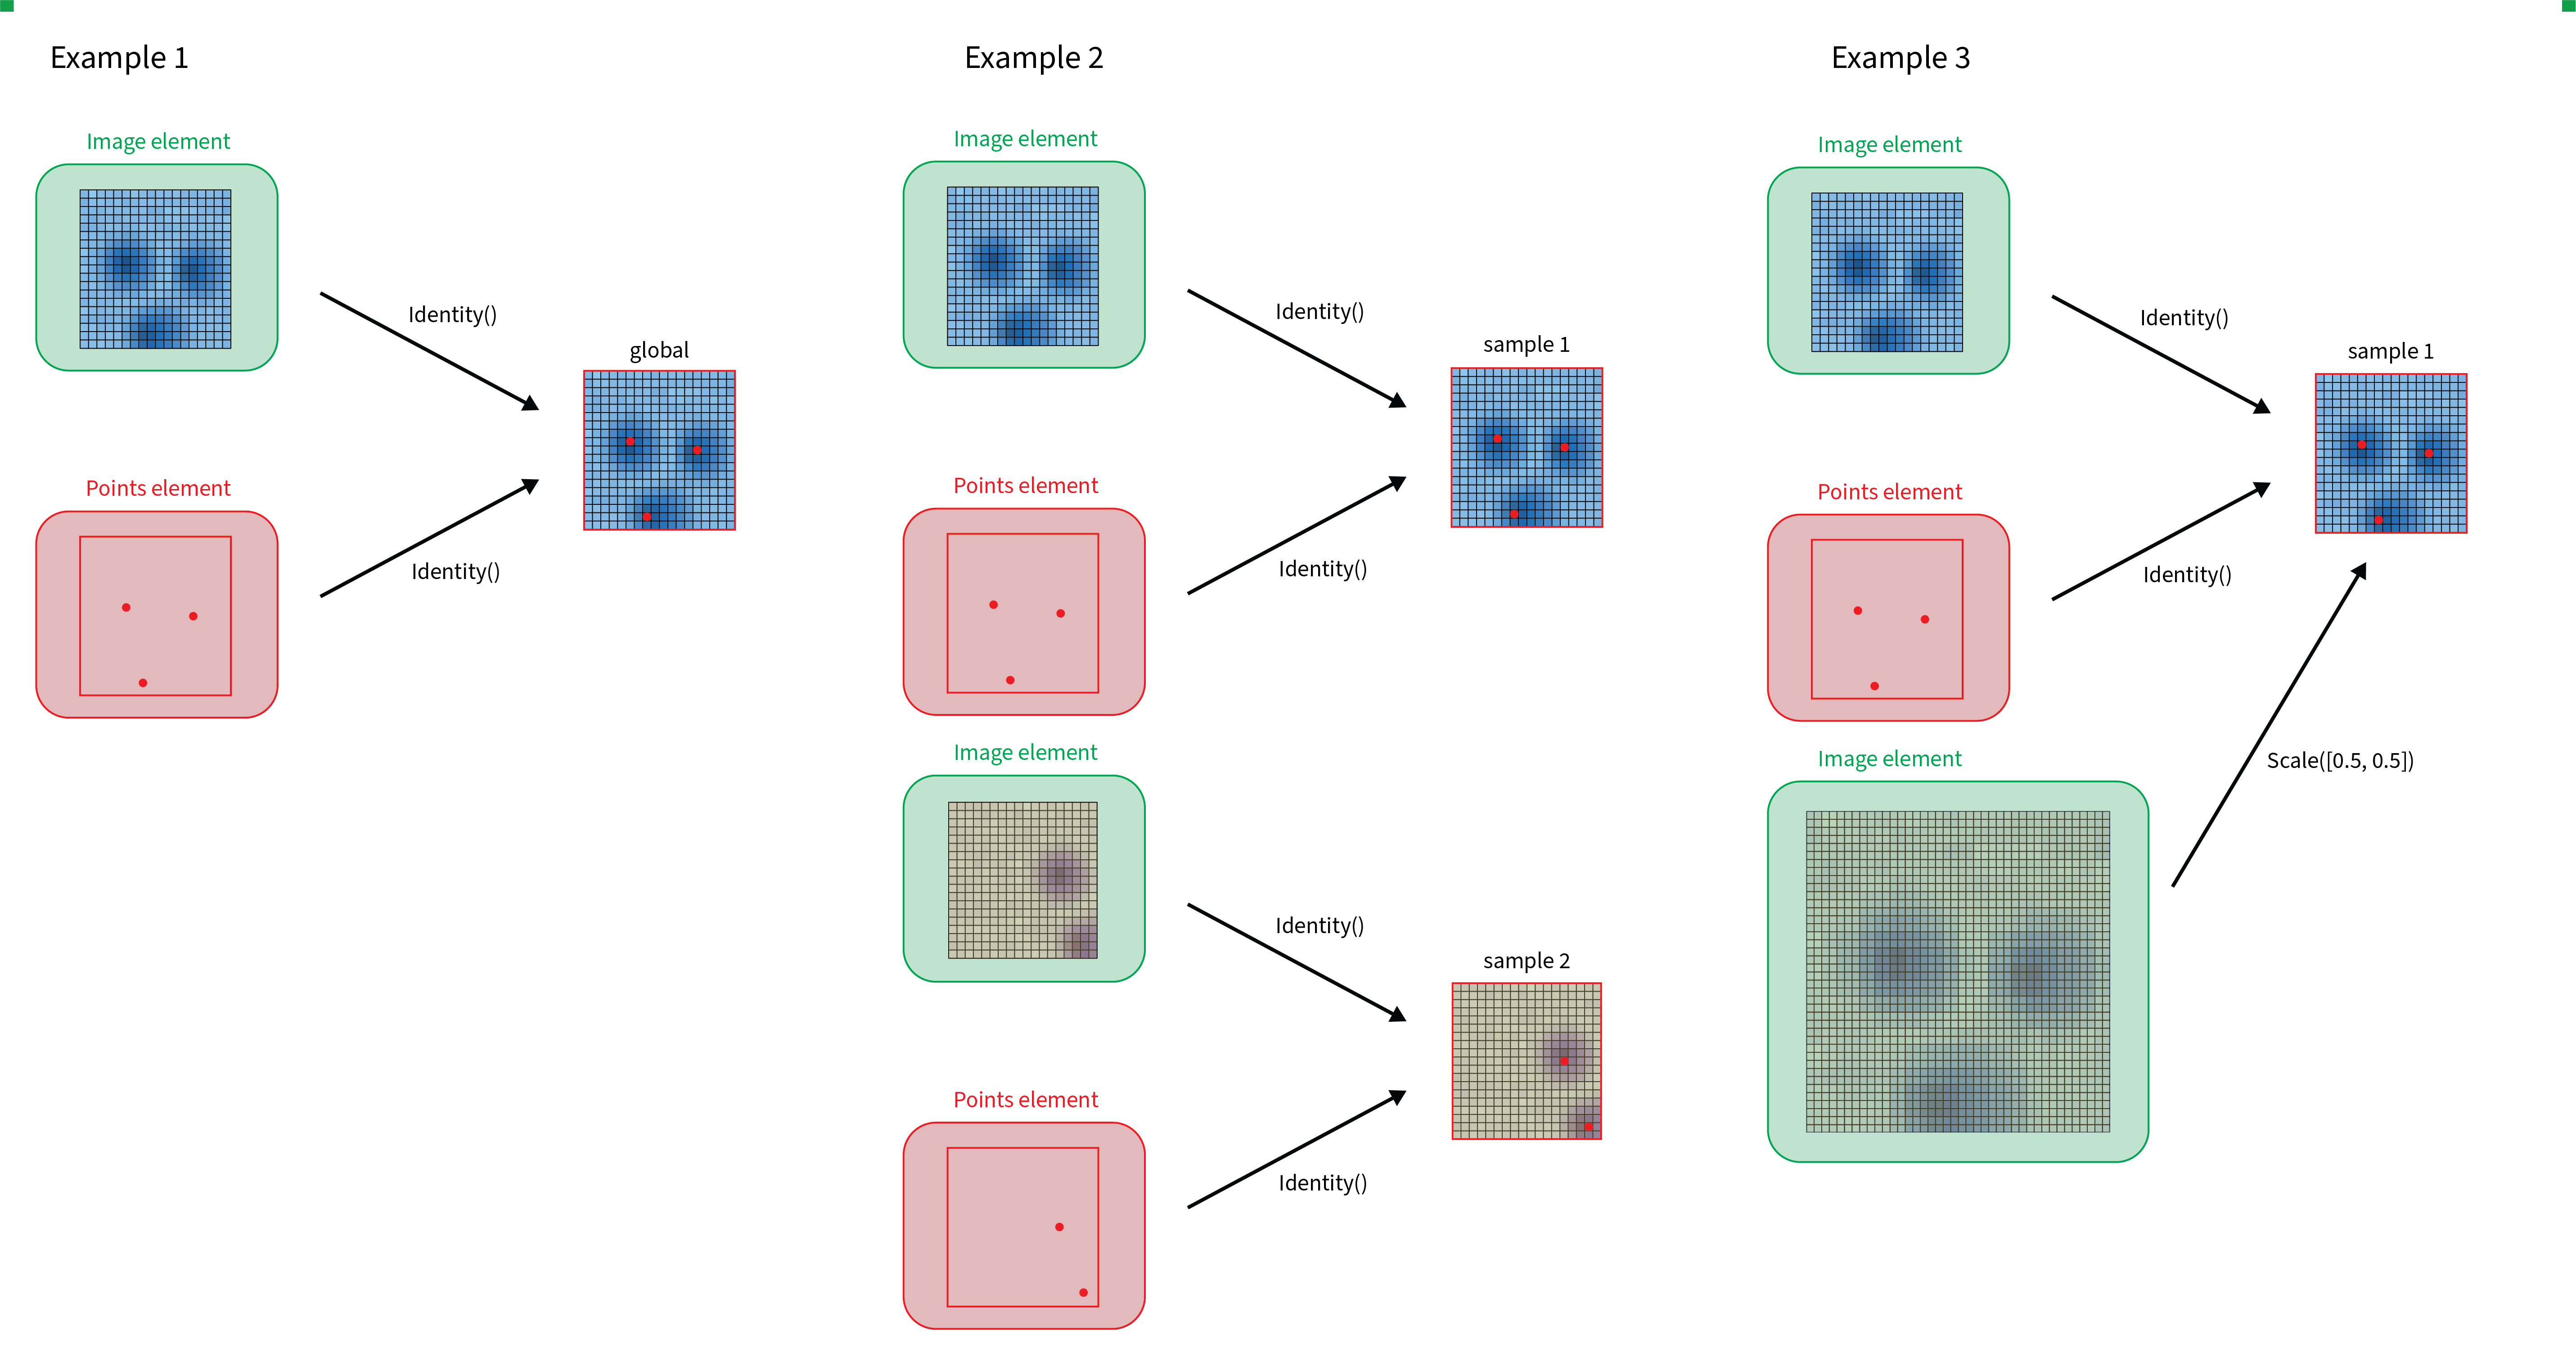 Example 1
Image element
Identity()
global
Points element
Identity()
Example 2
Image element
Identity()
sample 1
Points element
Identity()
Image element
Identity()
sample 2
Points element
Identity()
Example 3
Image element
Identity()
sample 1
Points element
Identity()
Image element
Scale([0.5, 0.5])